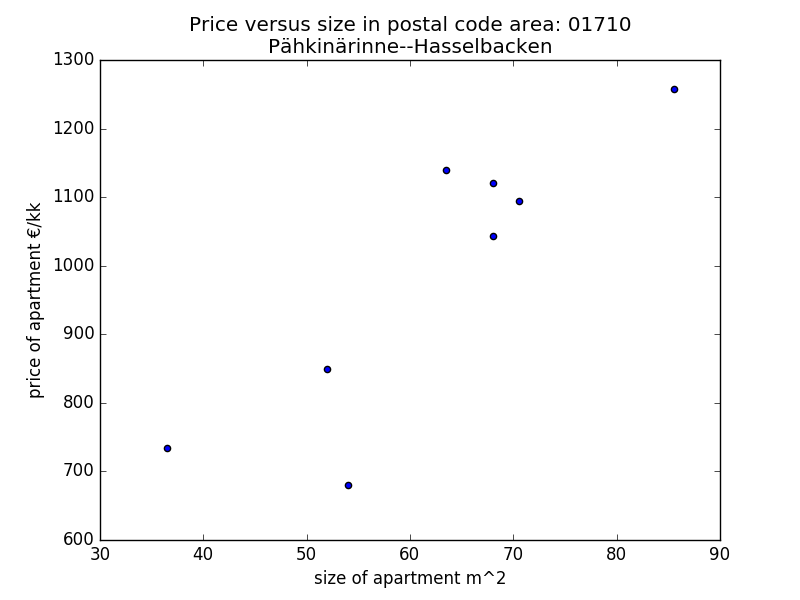 Price versus size in postal code area: 01710
Pähkinärinne--Hasselbacken
1300
1200
1100
1000
900
800
700
600
price of apartment €/kk
30 40 50 60 70 80 90
size of apartment m^2